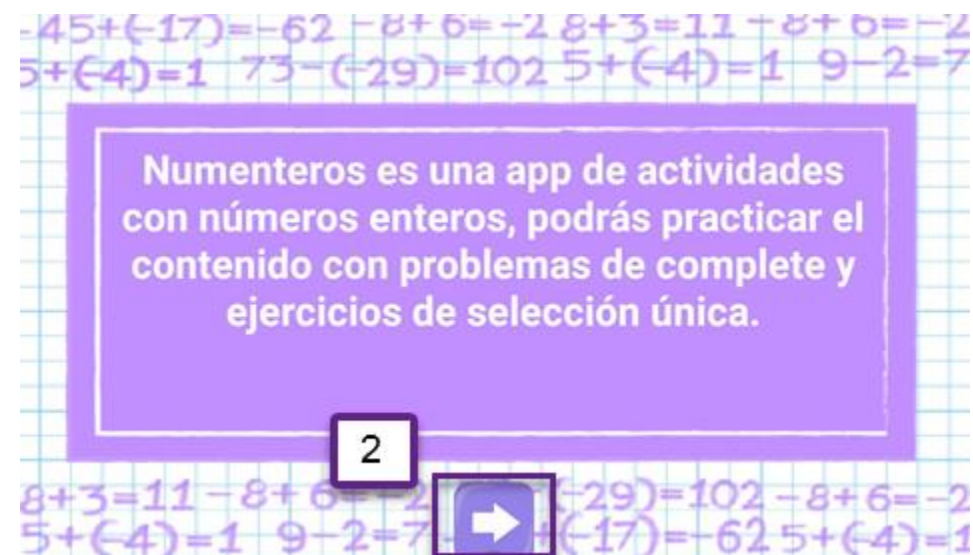 -45+(-17)=-62 -8+6=-2 8+3=11 -8+6=-2
5+(-4)=1 73-(-29)=102 5+(-4)=1 9-2=7
Numenteros es una app de actividades
con números enteros, podrás practicar el
contenido con problemas de complete y
ejercicios de selección única.
2
8+3=11 -8+6=-2 (-29)=102 -8+6=-2
5+(-4)=1 9-2=7 +(-17)=-62 5+(-4)=1